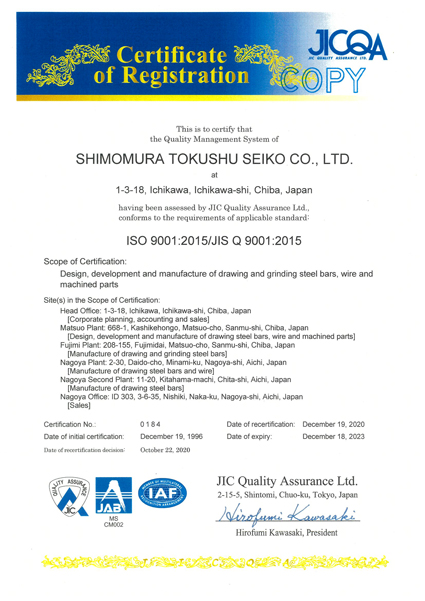 JICQA
JIC QUALITY ASSURANCE LTD.
Certificate
of Registration
COPY
This is to certify that
the Quality Management System of
SHIMOMURA TOKUSHU SEIKO CO., LTD.
at
1-3-18, Ichikawa, Ichikawa-shi, Chiba, Japan
having been assessed by JIC Quality Assurance Ltd.,
conforms to the requirements of applicable standard:
ISO 9001:2015/JIS Q 9001:2015
Scope of Certification:
Design, development and manufacture of drawing and grinding steel bars, wire and
machined parts
Site(s) in the Scope of Certification:
Head Office: 1-3-18, Ichikawa, Ichikawa-shi, Chiba, Japan
[Corporate planning, accounting and sales]
Matsuo Plant: 668-1, Kashikehongo, Matsuo-cho, Sanmu-shi, Chiba, Japan
[Design, development and manufacture of drawing steel bars, wire and machined parts]
Fujimi Plant: 208-155, Fujimidai, Matsuo-cho, Sanmu-shi, Chiba, Japan
[Manufacture of drawing and grinding steel bars]
Nagoya Plant: 2-30, Daido-cho, Minami-ku, Nagoya-shi, Aichi, Japan
[Manufacture of drawing steel bars and wire]
Nagoya Second Plant: 11-20, Kitahama-machi, Chita-shi, Aichi, Japan
[Manufacture of drawing steel bars]
Nagoya Office: ID 303, 3-6-35, Nishiki, Naka-ku, Nagoya-shi, Aichi, Japan
[Sales]
Certification No.: 0184 Date of recertification: December 19, 2020
Date of initial certification: December 19, 1996 Date of expiry: December 18, 2023
Date of recertification decision: October 22, 2020
QUALITY ASSURANCE
JIC
JAB
MS
CM002
IAF
JIC Quality Assurance Ltd.
2-15-5, Shintomi, Chuo-ku, Tokyo, Japan
Hirofumi Kawasaki
Hirofumi Kawasaki, President